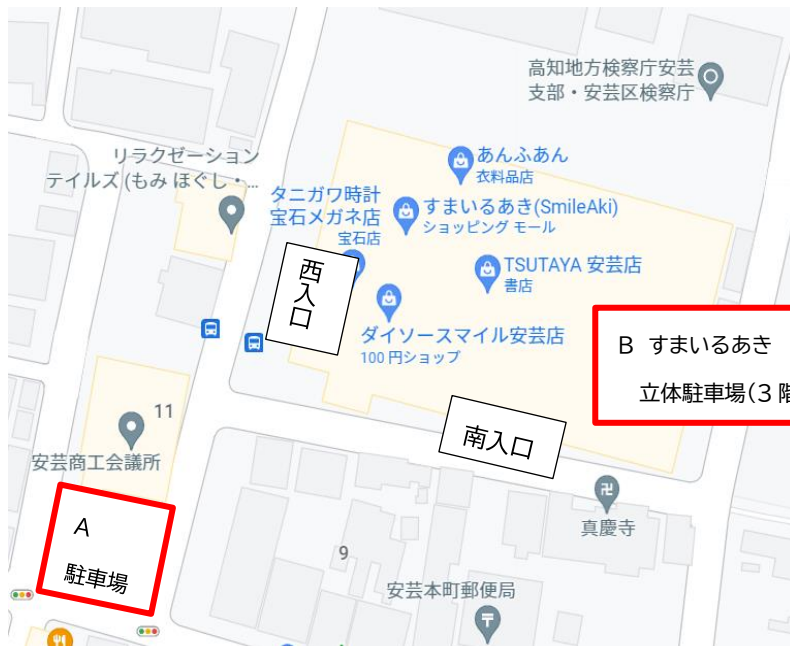 高知地方検察庁安芸
支部・安芸区検察庁
あんふあん
衣料品店
リラクゼーション
テイルズ (もみ ほぐし・...
タニガワ時計
宝石メガネ店
宝石店
すまいるあき(SmileAki)
ショッピング モール
西入口
TSUTAYA 安芸店
書店
ダイソースマイル安芸店
100 円ショップ
B すまいるあき
立体駐車場(3 階
11
安芸商工会議所
南入口
卍
真慶寺
A
駐車場
9
安芸本町郵便局
〒